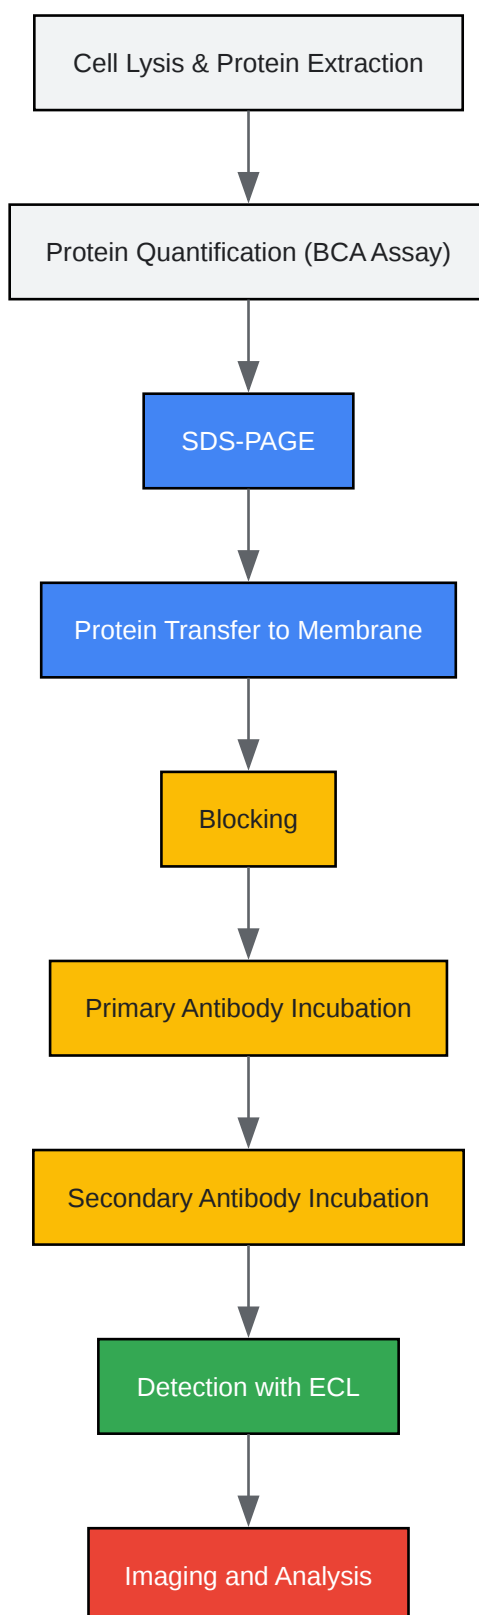 Cell Lysis & Protein Extraction
Protein Quantification (BCA Assay)
SDS-PAGE
Protein Transfer to Membrane
Blocking
Primary Antibody Incubation
Secondary Antibody Incubation
Detection with ECL
Imaging and Analysis